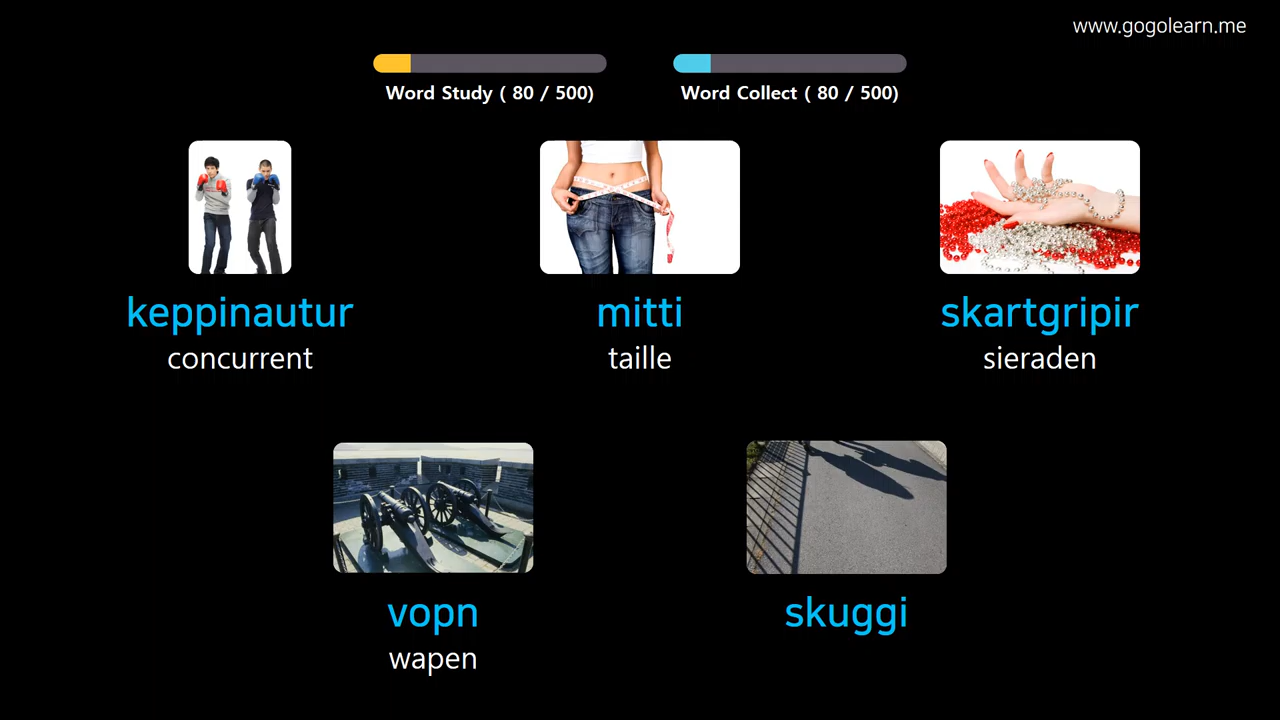 www.gogolearn.me
Word Study ( 80 / 500)
Word Collect ( 80 / 500)
keppinautur
concurrent
mitti
taille
skartgripir
sieraden
vopn
wapen
skuggi